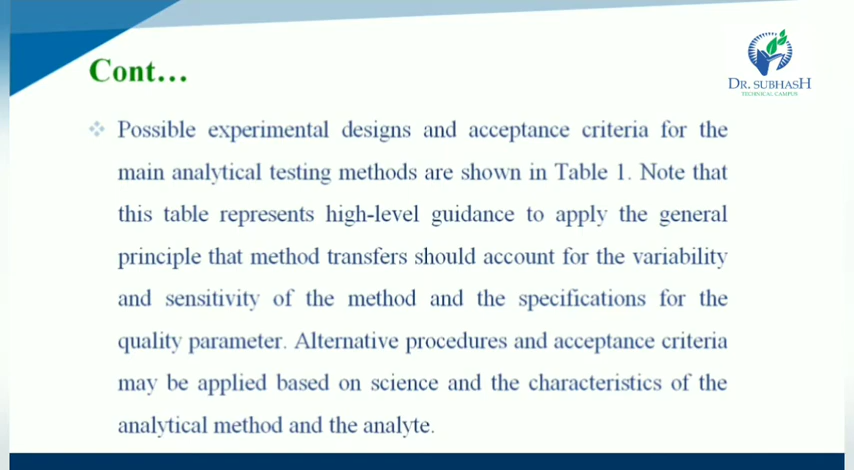 Cont...
DR. SUBHASH
TECHNICAL CAMPUS
Possible experimental designs and acceptance criteria for the
main analytical testing methods are shown in Table 1. Note that
this table represents high-level guidance to apply the general
principle that method transfers should account for the variability
and sensitivity of the method and the specifications for the
quality parameter. Alternative procedures and acceptance criteria
may be applied based on science and the characteristics of the
analytical method and the analyte.